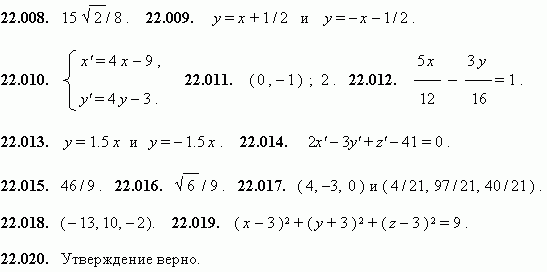 22.008. 15√2 / 8 . 22.009. y = x + 1 / 2 и y = – x – 1 / 2 .
22.010. { x' = 4 x – 9 , y' = 4 y – 3 . 22.011. ( 0 , – 1 ) ; 2 . 22.012. 5x/12 – 3y/16 = 1 .
22.013. y = 1.5 x и y = – 1.5 x . 22.014. 2x' – 3y' + z' – 41 = 0 .
22.015. 46 / 9 . 22.016. √6 / 9 . 22.017. ( 4, –3, 0 ) и ( 4 / 21, 97 / 21, 40 / 21 ) .
22.018. (– 13, 10, – 2). 22.019. ( x – 3 )² + ( y + 3 )² + ( z – 3 )² = 9 .
22.020. Утверждение верно.